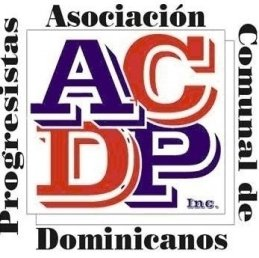 Asociación
Comunal de
Dominicanos
Progresistas
AC
DP
Inc.